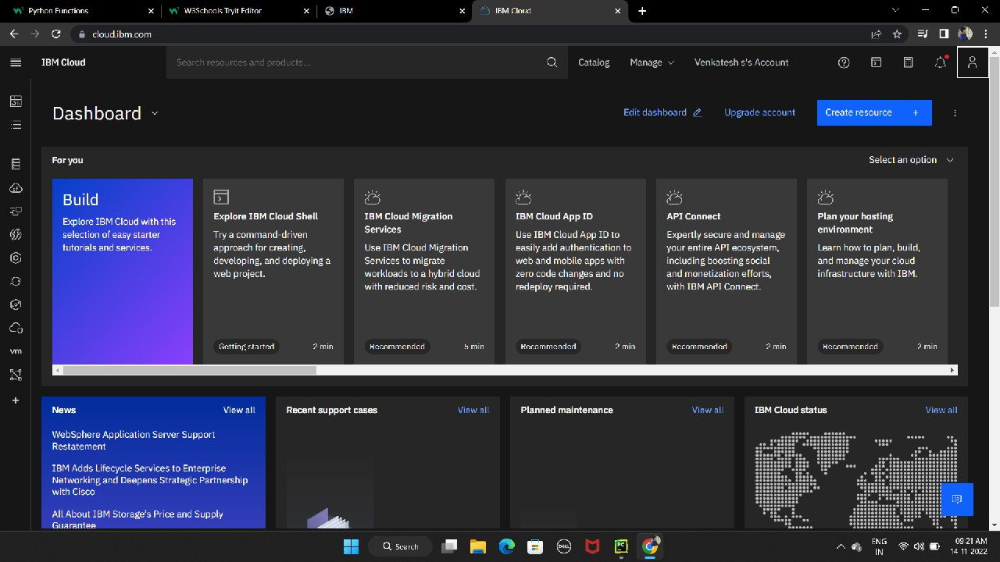 Python Functions
W3Schools Tryit Editor
IBM
IBM Cloud
cloud.ibm.com
IBM Cloud
Search resources and products...
Catalog
Manage
Venkatesh s's Account
Dashboard
Edit dashboard
Upgrade account
Create resource +
For you
Select an option
Build
Explore IBM Cloud with this
selection of easy starter
tutorials and services.
Explore IBM Cloud Shell
Try a command-driven
approach for creating,
developing, and deploying a
web project.
Getting started
2 min
IBM Cloud Migration
Services
Use IBM Cloud Migration
Services to migrate
workloads to a hybrid cloud
with reduced risk and cost.
Recommended
5 min
IBM Cloud App ID
Use IBM Cloud App ID to
easily add authentication to
web and mobile apps with
zero code changes and no
redeploy required.
Recommended
2 min
API Connect
Expertly secure and manage
your entire API ecosystem,
including boosting social
and monetization efforts,
with IBM API Connect.
Recommended
2 min
Plan your hosting
environment
Learn how to plan, build,
and manage your cloud
infrastructure with IBM.
Recommended
2 min
vm
News
View all
WebSphere Application Server Support
Restatement
IBM Adds Lifecycle Services to Enterprise
Networking and Deepens Strategic Partnership
with Cisco
All About IBM Storage's Price and Supply
Guarantee
Recent support cases
View all
Planned maintenance
View all
IBM Cloud status
View all
Search
DELL
PC
ENG
IN
09:21 AM
14-11-2022